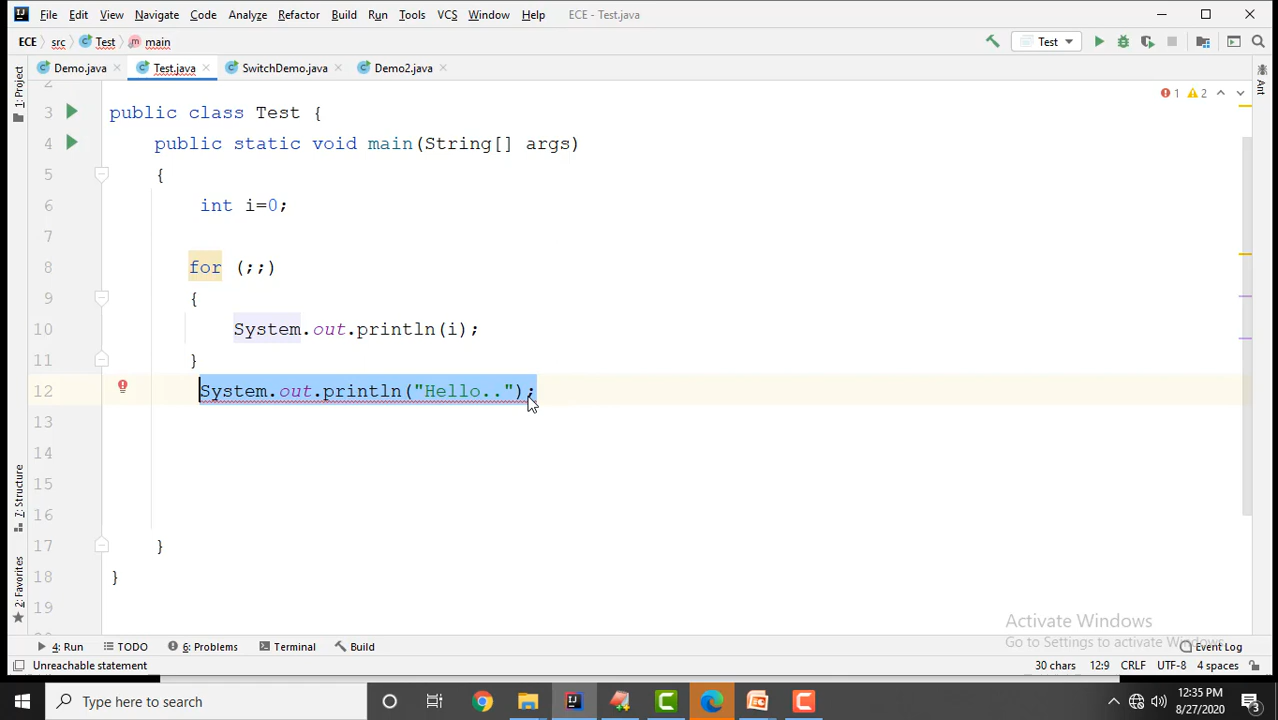 File Edit View Navigate Code Analyze Refactor Build Run Tools VCS Window Help ECE - Test.java
ECE src Test main Test
Demo.java Test.java SwitchDemo.java Demo2.java
1: Project
Ant
1 2
2
3 public class Test {
4 public static void main(String[] args)
5 {
6 int i=0;
7
8 for (;;)
9 {
10 System.out.println(i);
11 }
12 System.out.println("Hello..");
13
14
15
16
17 }
18 }
19
7: Structure
2: Favorites
Activate Windows
Go to Settings to activate Windows.
4: Run TODO 6: Problems Terminal Build Event Log
Unreachable statement 30 chars 12:9 CRLF UTF-8 4 spaces
Type here to search
12:35 PM
8/27/2020
3